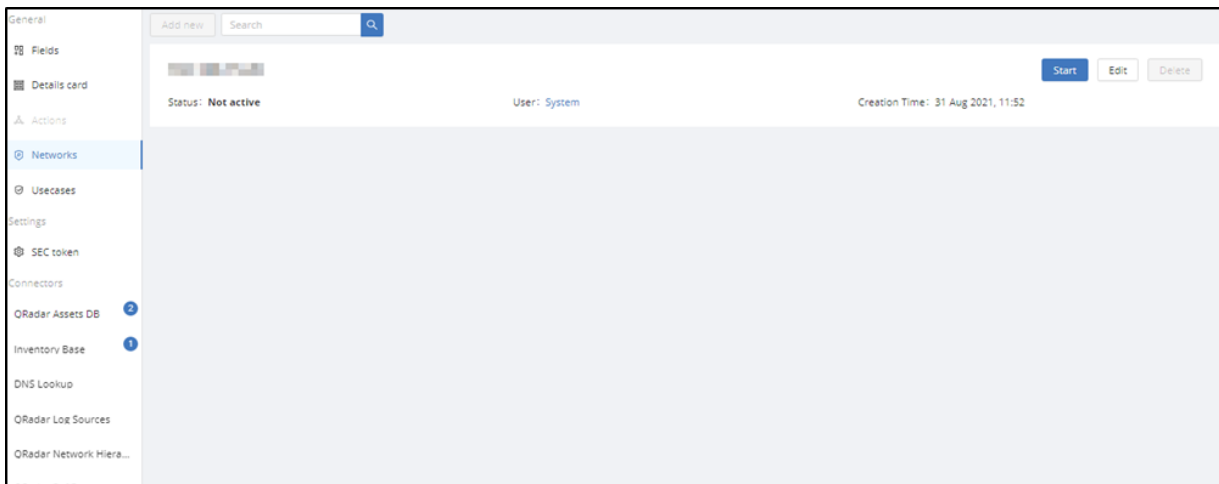 General
Fields
Details card
Actions
Networks
Usecases
Settings
SEC token
Connectors
QRadar Assets DB 2
Inventory Base 1
DNS Lookup
QRadar Log Sources
QRadar Network Hiera...
Add new Search
Start Edit Delete
Status: Not active User: System Creation Time: 31 Aug 2021, 11:52